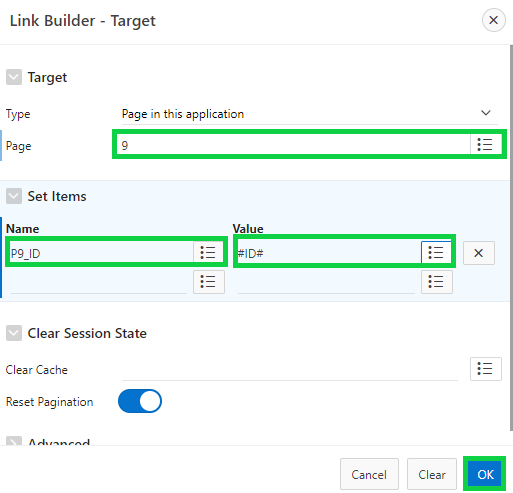 Link Builder - Target
Target
Type Page in this application
Page 9
Set Items
Name Value
P9_ID #ID#
Clear Session State
Clear Cache
Reset Pagination
Advanced
Cancel Clear OK